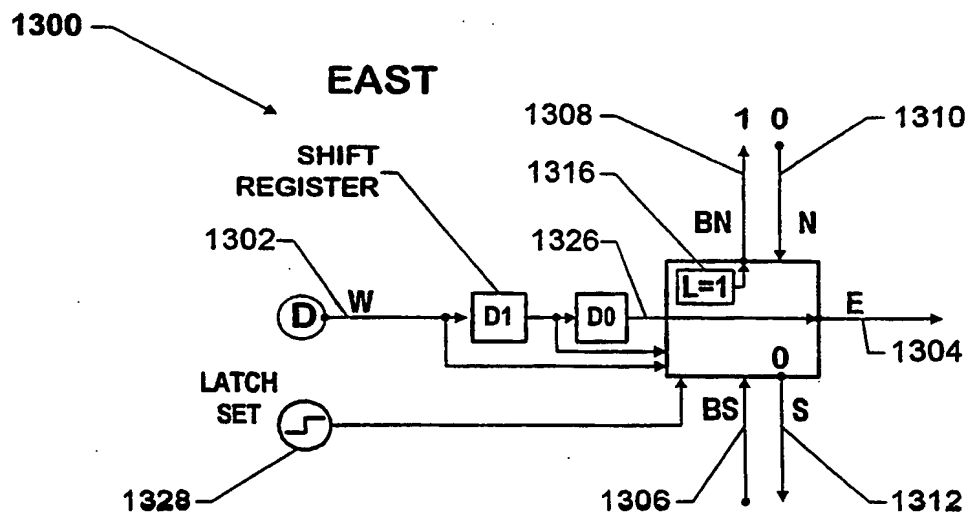 1300
EAST
1308
1 0
1310
SHIFT
REGISTER
1316
BN
N
1302
1326
L=1
D
W
D1
D0
E
0
1304
LATCH
SET
BS
S
1328
1306
1312